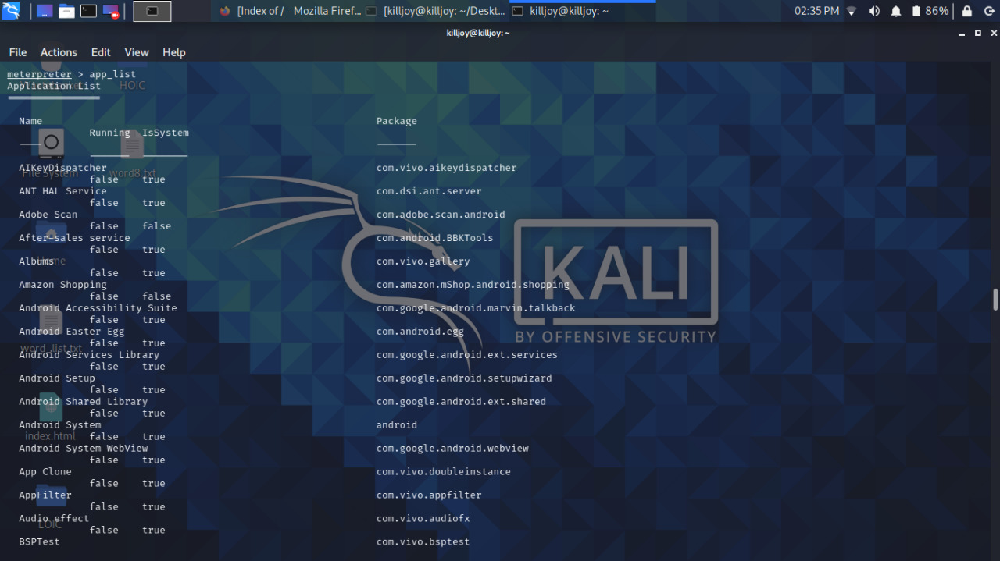 [Index of / - Mozilla Firef...
[killjoy@killjoy: ~/Deskt...
killjoy@killjoy: ~
02:35 PM
86%
killjoy@killjoy: ~
File Actions Edit View Help
meterpreter > app_list
Application List
HOIC
Name Package
Running IsSystem
File System
word8.txt
AIKeyDispatcher com.vivo.aikeydispatcher
false true
ANT HAL Service com.dsi.ant.server
false true
Adobe Scan com.adobe.scan.android
false false
After-sales service com.android.BBKTools
false true
Home
Albums com.vivo.gallery
false true
Amazon Shopping com.amazon.mShop.android.shopping
false false
Android Accessibility Suite com.google.android.marvin.talkback
false true
Android Easter Egg com.android.egg
false true
word_list.txt
Android Services Library com.google.android.ext.services
false true
Android Setup com.google.android.setupwizard
false true
Android Shared Library com.google.android.ext.shared
false true
Android System android
false true
index.html
Android System WebView com.google.android.webview
false true
App Clone com.vivo.doubleinstance
false true
AppFilter com.vivo.appfilter
false true
Audio effect com.vivo.audiofx
false true
LOIC
BSPTest com.vivo.bsptest
KALI
BY OFFENSIVE SECURITY